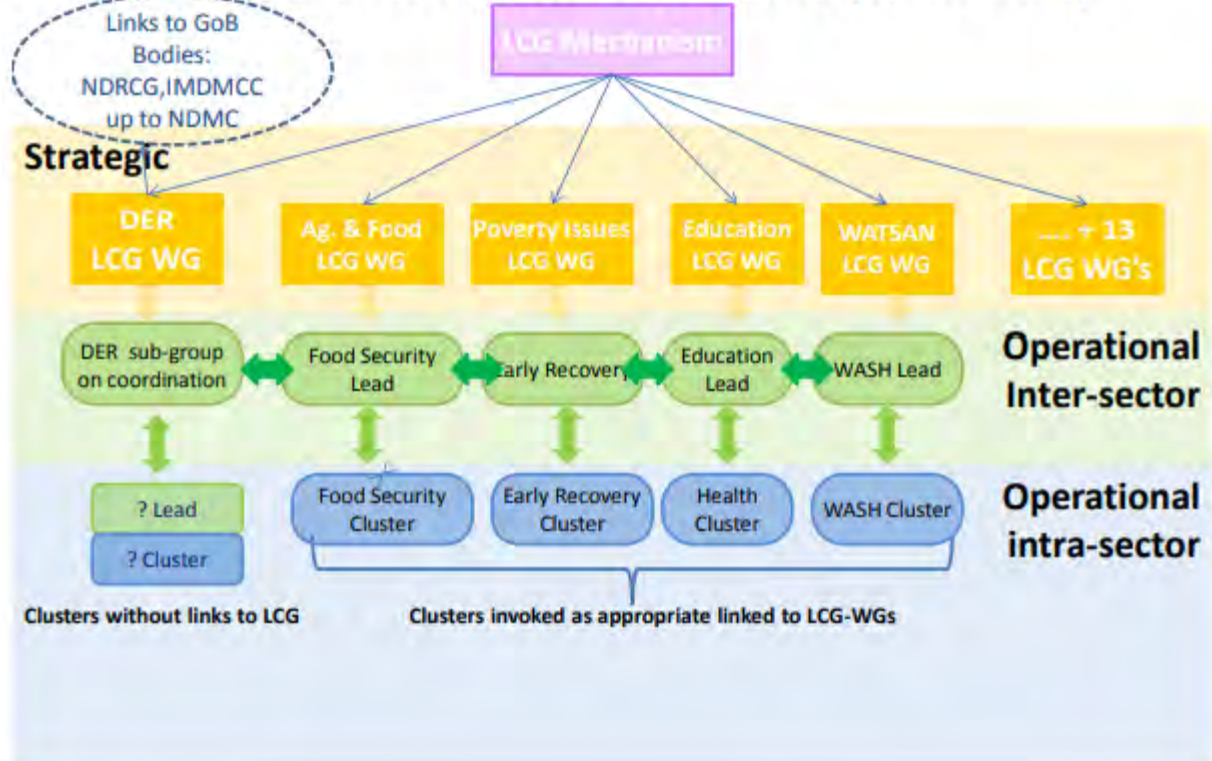 Links to GoB
Bodies:
NDRCG,IMDMCC
up to NDMC
LCG Mechanism
Strategic
DER
LCG WG
Ag. & Food
LCG WG
Poverty Issues
LCG WG
Education
LCG WG
WATSAN
LCG WG
.... + 13
LCG WG's
DER sub-group
on coordination
Food Security
Lead
Early Recovery
Education
Lead
WASH Lead
Operational
Inter-sector
? Lead
? Cluster
Food Security
Cluster
Early Recovery
Cluster
Health
Cluster
WASH Cluster
Operational
intra-sector
Clusters without links to LCG
Clusters invoked as appropriate linked to LCG-WGs